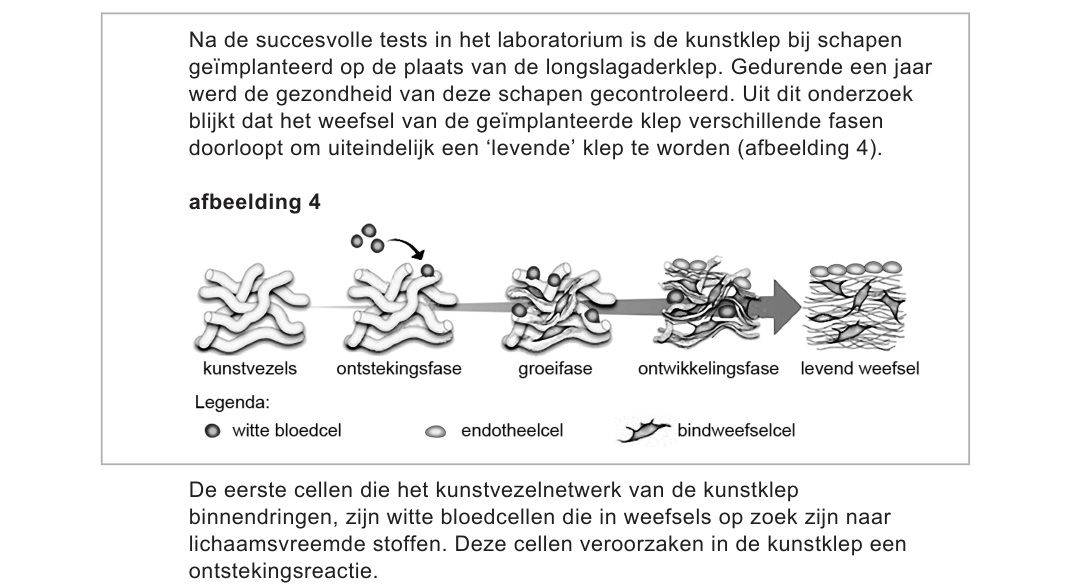 Na de succesvolle tests in het laboratorium is de kunstklep bij schapen
geïmplanteerd op de plaats van de longslagaderklep. Gedurende een jaar
werd de gezondheid van deze schapen gecontroleerd. Uit dit onderzoek
blijkt dat het weefsel van de geïmplanteerde klep verschillende fasen
doorloopt om uiteindelijk een ‘levende’ klep te worden (afbeelding 4).
afbeelding 4
kunstvezels ontstekingsfase groeifase ontwikkelingsfase levend weefsel
Legenda:
witte bloedcel endotheelcel bindweefselcel
De eerste cellen die het kunstvezelnetwerk van de kunstklep
binnendringen, zijn witte bloedcellen die in weefsels op zoek zijn naar
lichaamsvreemde stoffen. Deze cellen veroorzaken in de kunstklep een
ontstekingsreactie.